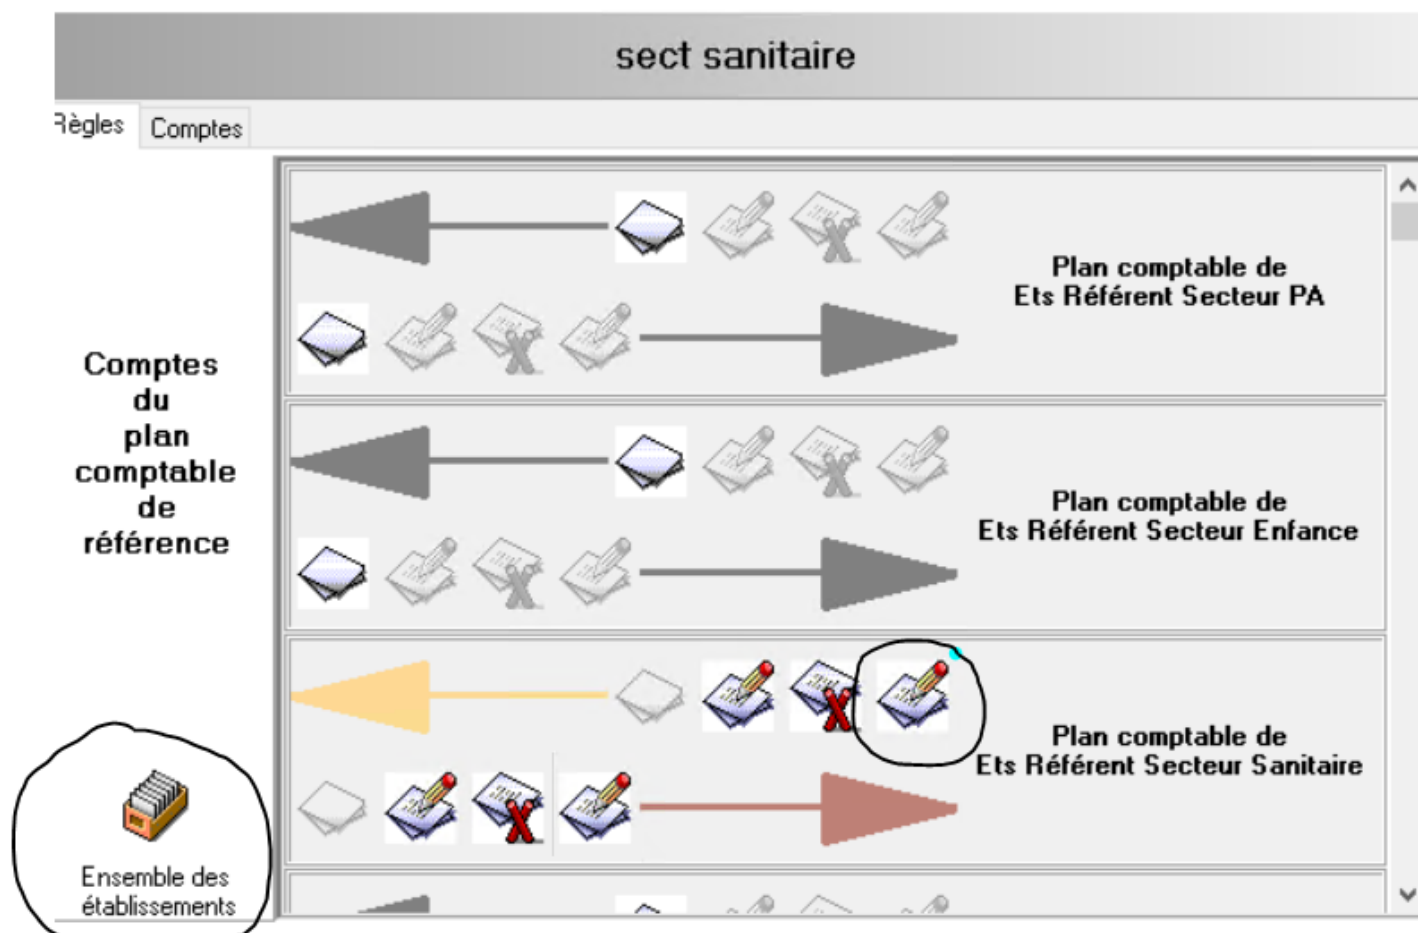 sect sanitaire
Règles
Comptes
Plan comptable de
Ets Référent Secteur PA
Comptes
du
plan
comptable
de
référence
Plan comptable de
Ets Référent Secteur Enfance
Plan comptable de
Ets Référent Secteur Sanitaire
Ensemble des
établissements